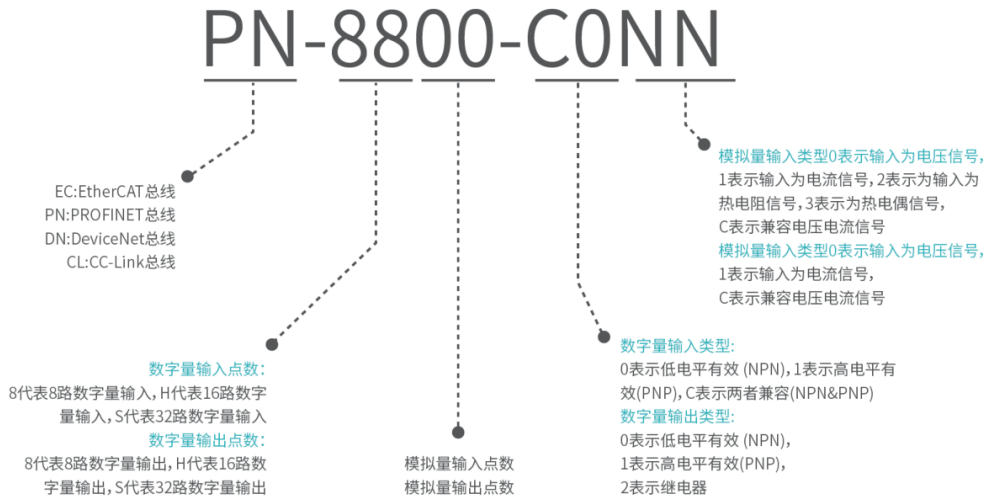 PN-8800-C0NN
EC:EtherCAT总线
PN:PROFINET总线
DN:DeviceNet总线
CL:CC-Link总线
数字量输入点数:
8代表8路数字量输入,H代表16路数字
量输入,S代表32路数字量输入
数字量输出点数:
8代表8路数字量输出,H代表16路数
字量输出,S代表32路数字量输出
模拟量输入点数
模拟量输出点数
数字量输入类型:
0表示低电平有效 (NPN), 1表示高电平有
效(PNP), C表示两者兼容(NPN&PNP)
数字量输出类型:
0表示低电平有效 (NPN),
1表示高电平有效(PNP),
2表示继电器
模拟量输入类型0表示输入为电压信号,
1表示输入为电流信号, 2表示为输入为
热电阻信号, 3表示为热电偶信号,
C表示兼容电压电流信号
模拟量输入类型0表示输入为电压信号,
1表示输入为电流信号,
C表示兼容电压电流信号